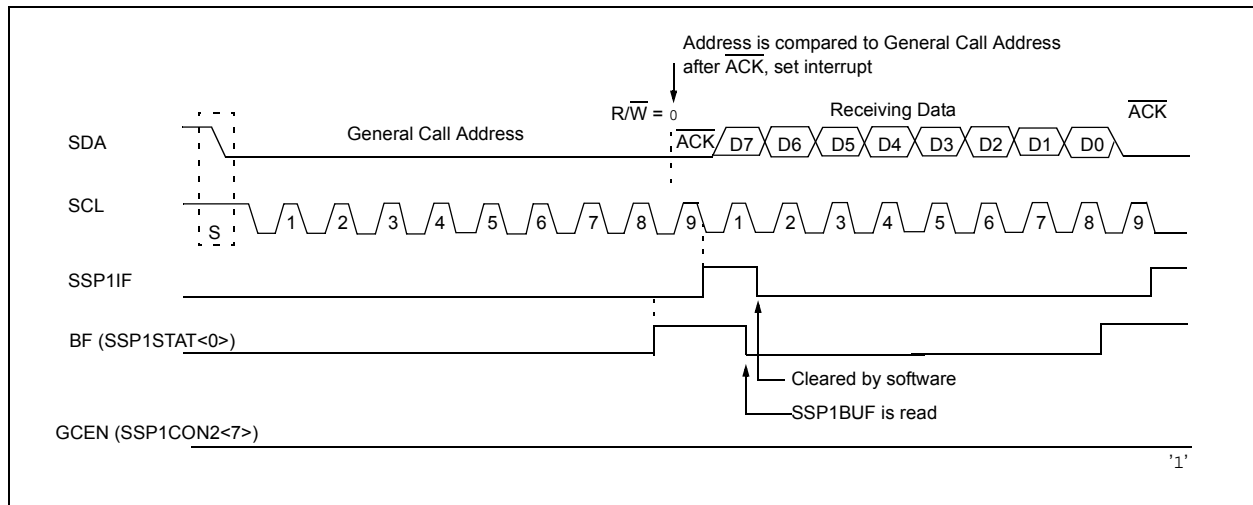 Address is compared to General Call Address
after ACK, set interrupt
R/W = 0
Receiving Data
ACK
General Call Address
SDA
ACK
D7 D6 D5 D4 D3 D2 D1 D0
SCL
S
1 2 3 4 5 6 7 8 9 1 2 3 4 5 6 7 8 9
SSP1IF
BF (SSP1STAT<0>)
Cleared by software
SSP1BUF is read
GCEN (SSP1CON2<7>)
'1'